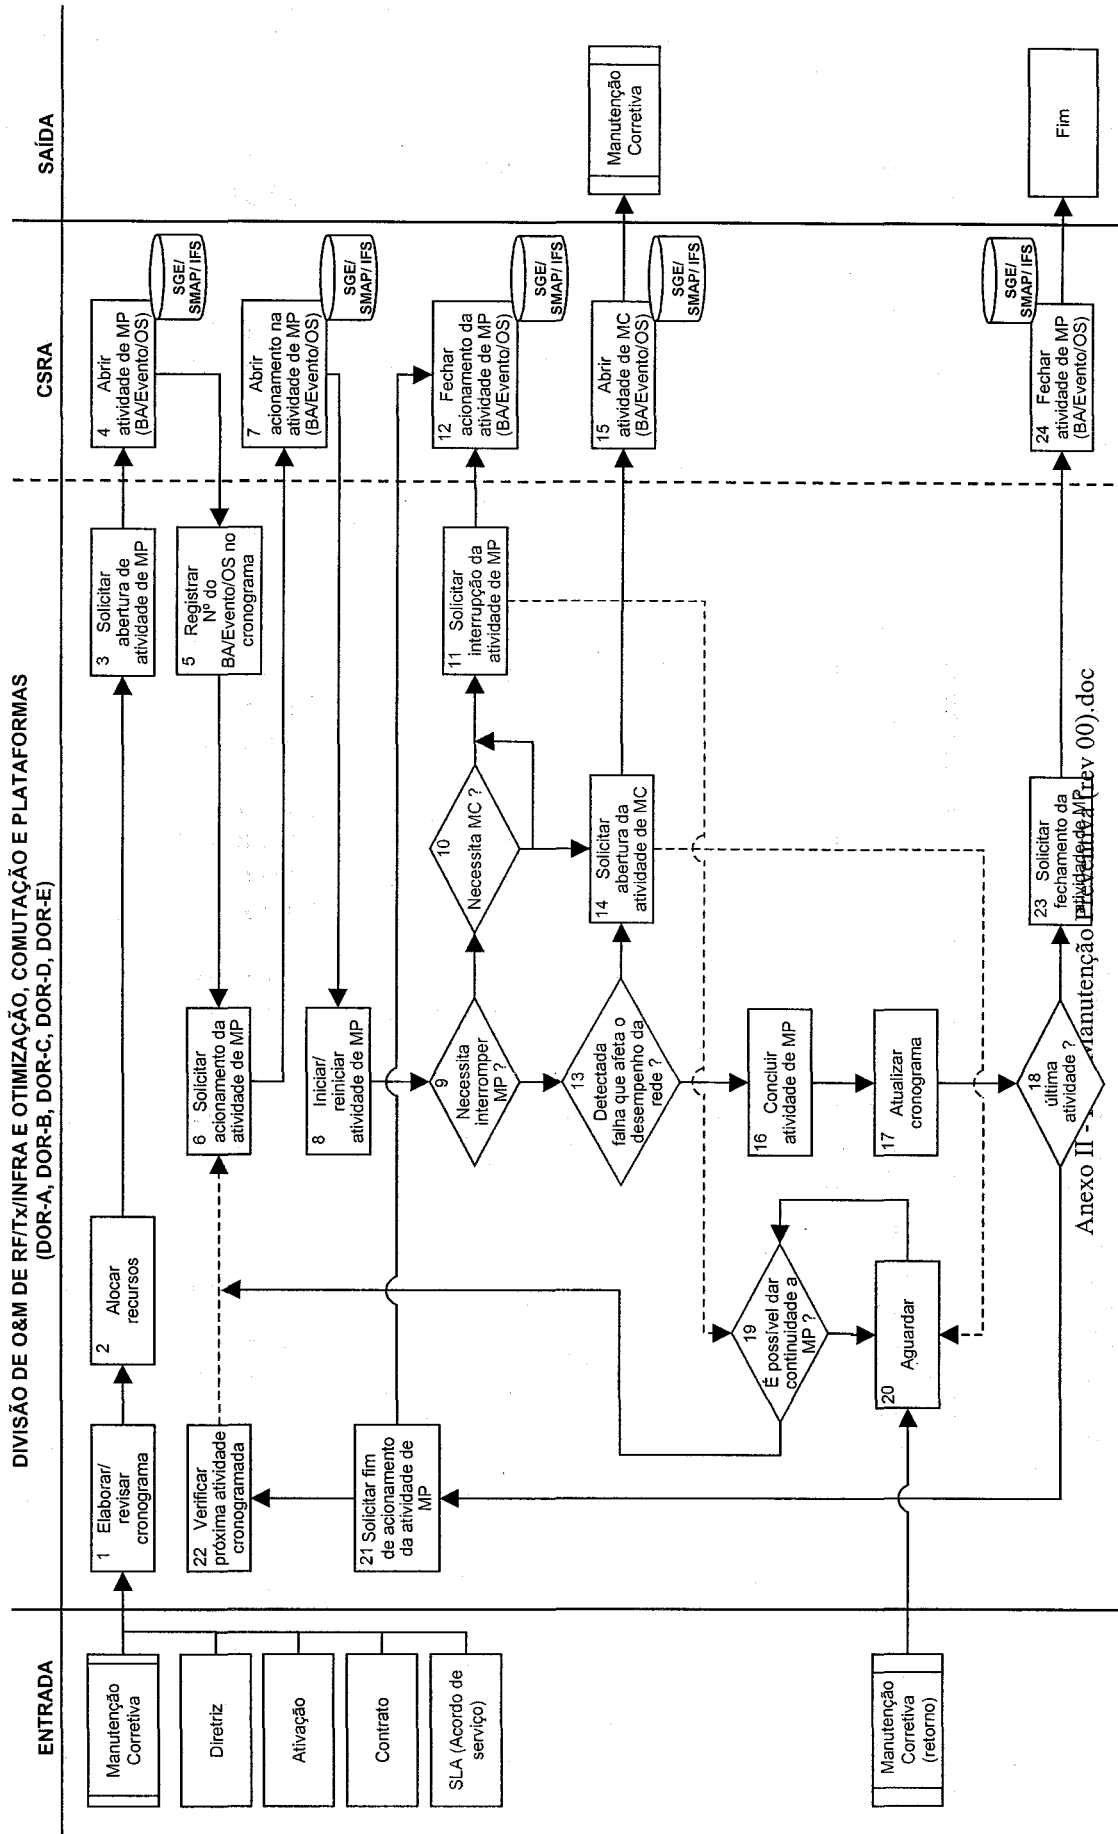 DIVISÃO DE O&M DE RF/Tx/INFRA E OTIMIZAÇÃO, COMUTAÇÃO E PLATAFORMAS
(DOR-A, DOR-B, DOR-C, DOR-D, DOR-E)
ENTRADA
CSRA
SAÍDA
Manutenção
Corretiva
Diretriz
Ativação
Contrato
SLA (Acordo de
serviço)
Manutenção
Corretiva
(retorno)
1 Elaborar/
revisar
cronograma
2 Alocar
recursos
3 Solicitar
abertura de
atividade de MP
4 Abrir
atividade de MP
(BA/Evento/OS)
SGE/
SMAP/ IFS
5 Registrar
Nº do
BA/Evento/OS no
cronograma
6 Solicitar
acionamento da
atividade de MP
7 Abrir
acionamento na
atividade de MP
(BA/Evento/OS)
SGE/
SMAP/ IFS
8 Iniciar/
reiniciar
atividade de MP
9 Necessita
interromper
MP ?
10 Necessita MC ?
11 Solicitar
interrupção da
atividade de MP
12 Fechar
acionamento da
atividade de MP
(BA/Evento/OS)
SGE/
SMAP/ IFS
13 Detectada
falha que afeta o
desempenho da
rede ?
14 Solicitar
abertura da
atividade de MC
15 Abrir
atividade de MC
(BA/Evento/OS)
SGE/
SMAP/ IFS
Manutenção
Corretiva
16 Concluir
atividade de MP
17 Atualizar
cronograma
18 última
atividade ?
19 É possível dar
continuidade a
MP ?
20 Aguardar
21 Solicitar fim
de acionamento
da atividade de
MP
22 Verificar
próxima atividade
cronogramada
23 Solicitar
fechamento da
atividade de MP
24 Fechar
atividade de MP
(BA/Evento/OS)
SGE/
SMAP/ IFS
Fim
Anexo II - Manutenção Preventiva (rev 00).doc